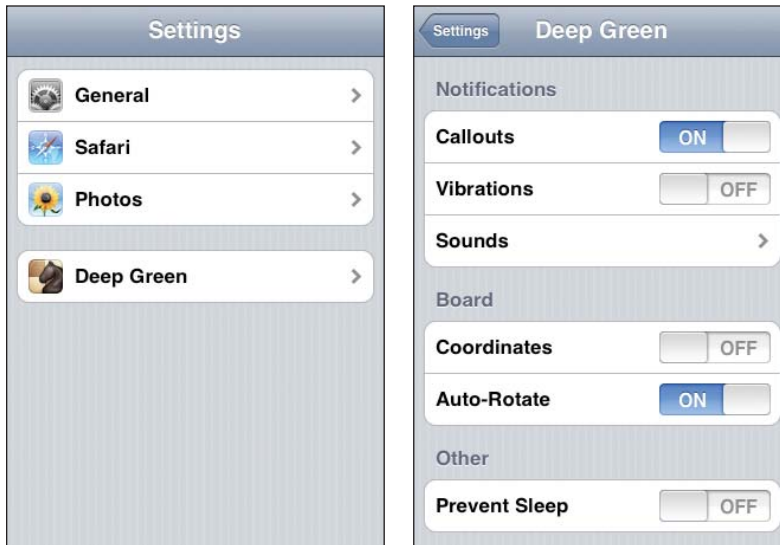 Settings
General
Safari
Photos
Deep Green
Settings
Deep Green
Notifications
Callouts ON
Vibrations OFF
Sounds
Board
Coordinates OFF
Auto-Rotate ON
Other
Prevent Sleep OFF